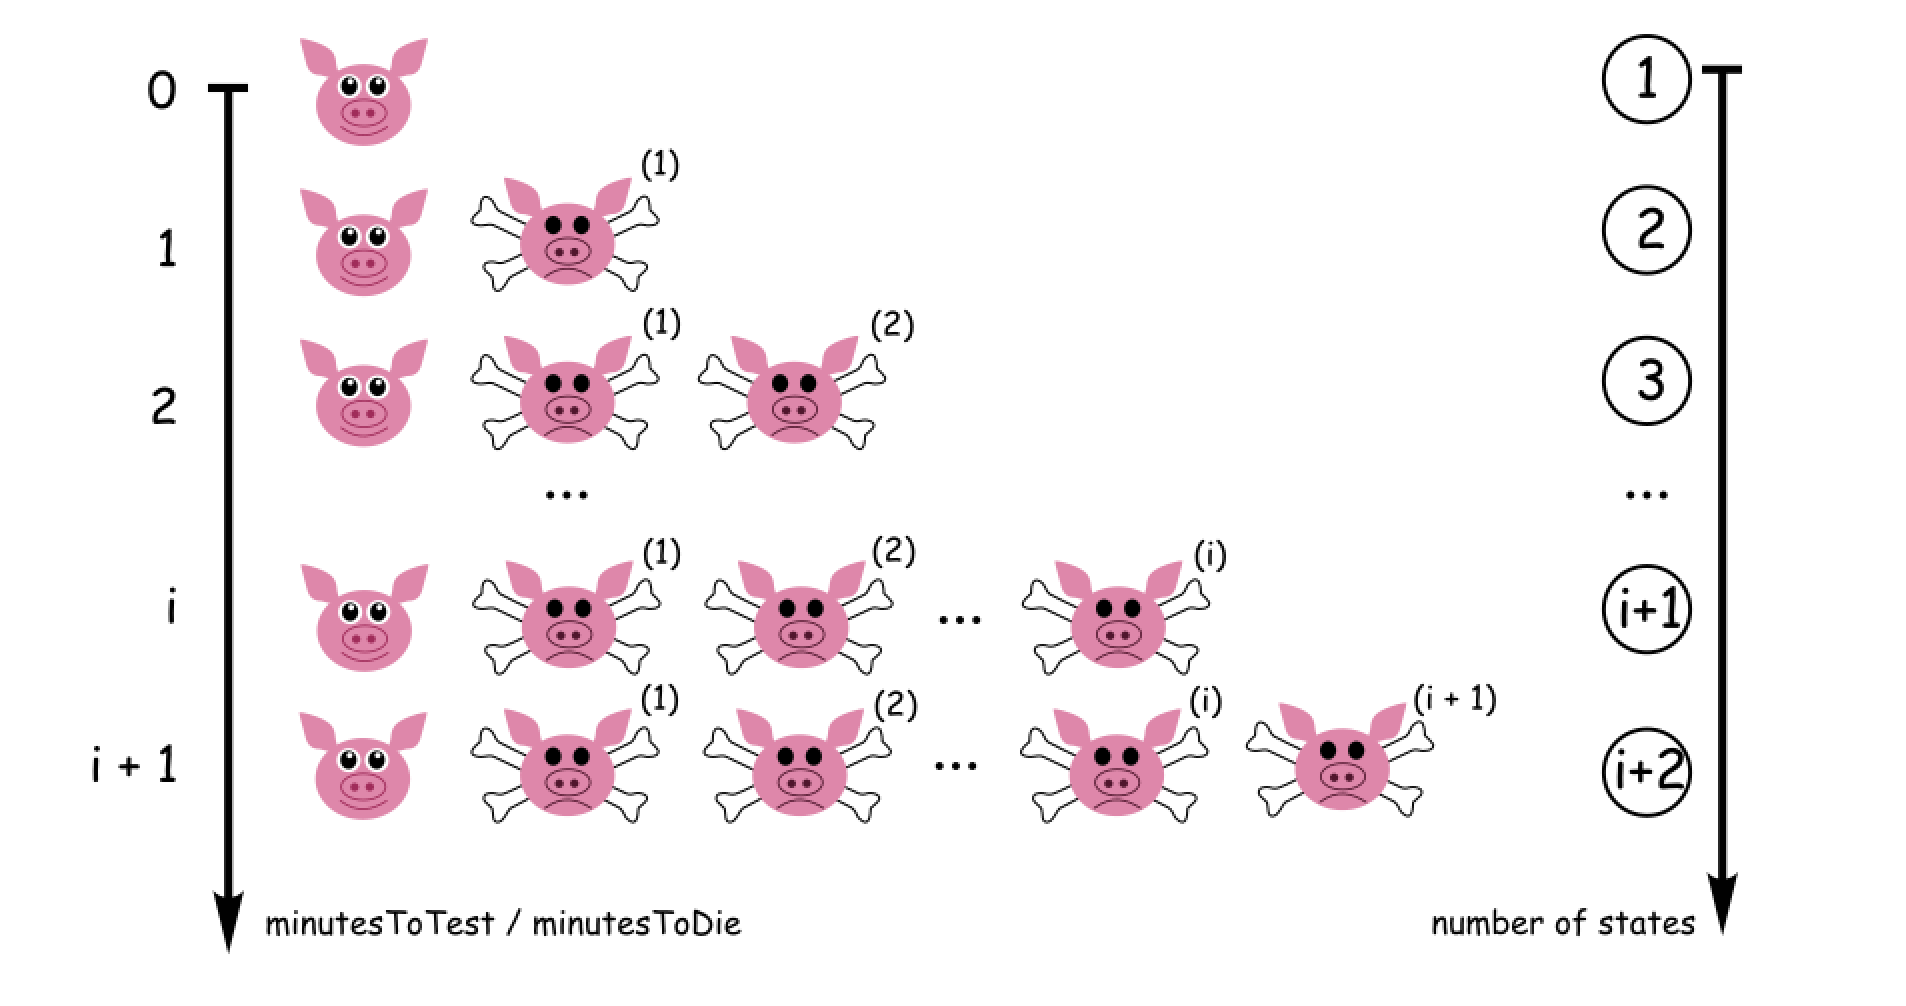 0 1
(1)
1 2
(1) (2)
2 3
... ...
(1) (2) (i)
i ... i+1
(1) (2) (i) (i + 1)
i + 1 ... i+2
minutesToTest / minutesToDie number of states